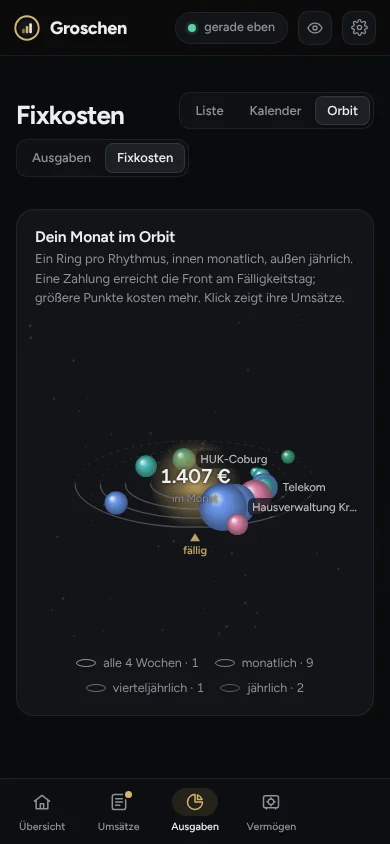 Groschen
gerade eben
Fixkosten
Liste
Kalender
Orbit
Ausgaben
Fixkosten
Dein Monat im Orbit
Ein Ring pro Rhythmus, innen monatlich, außen jährlich.
Eine Zahlung erreicht die Front am Fälligkeitstag;
größere Punkte kosten mehr. Klick zeigt ihre Umsätze.
HUK-Coburg
1.407 €
Telekom
im Monat
Hausverwaltung Kr...
fällig
alle 4 Wochen · 1
monatlich · 9
vierteljährlich · 1
jährlich · 2
Übersicht
Umsätze
Ausgaben
Vermögen